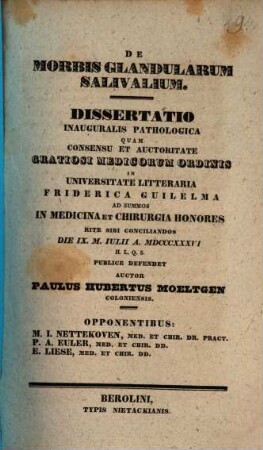 DE
MORBIS GLANDULARUM
SALIVALIUM.
DISSERTATIO
INAUGURALIS PATHOLOGICA
QUAM
CONSENSU ET AUCTORITATE
GRATIOSI MEDICORUM ORDINIS
IN
UNIVERSITATE LITTERARIA
FRIDERICA GUILELMA
AD SUMMOS
IN MEDICINA ET CHIRURGIA HONORES
RITE SIBI CONCILIANDOS
DIE IX. M. IULII A. MDCCCXXXVI
H. L. Q. S.
PUBLICE DEFENDET
AUCTOR
PAULUS HUBERTUS MOELTGEN
COLONIENSIS.
OPPONENTIBUS:
M. I. NETTEKOVEN, MED. ET CHIR. DR. PRACT.
P. A. EULER, MED. ET CHIR. DD.
E. LIESE, MED. ET CHIR. DD.
BEROLINI,
TYPIS NIETACKIANIS.